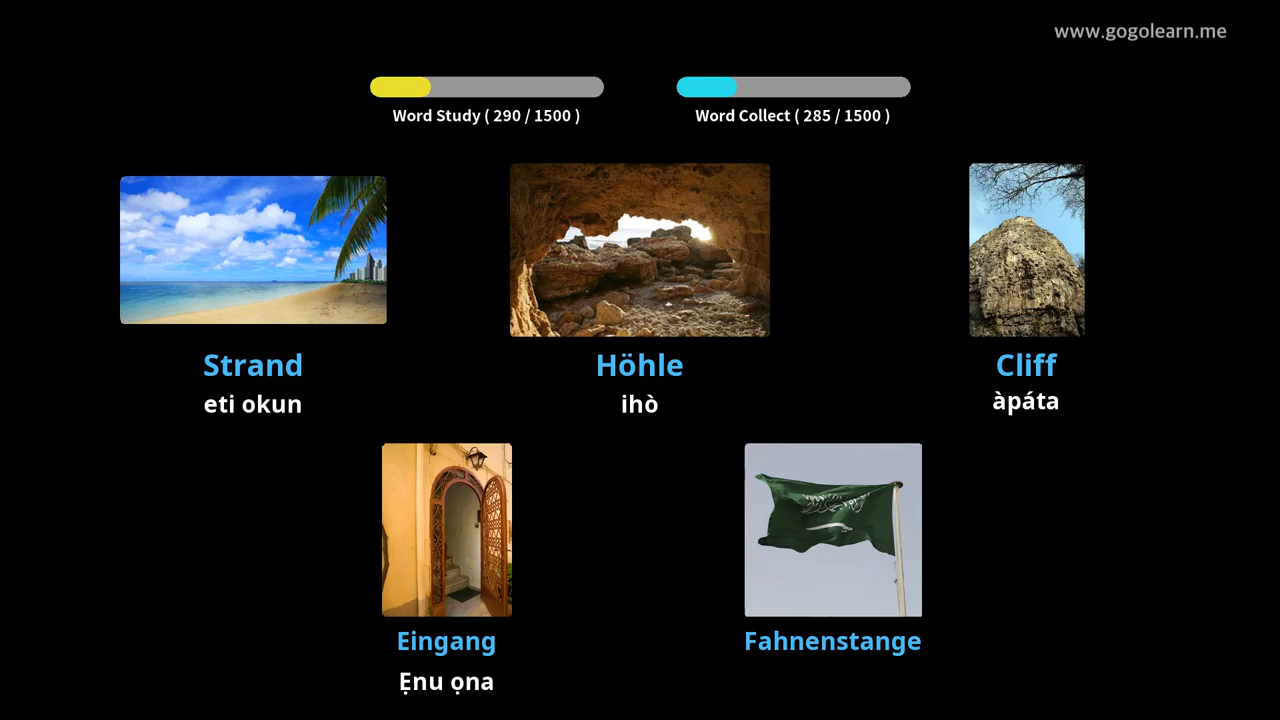 www.gogolearn.me
Word Study ( 290 / 1500 )
Word Collect ( 285 / 1500 )
Strand
eti okun
Höhle
ihò
Cliff
àpáta
Eingang
Ẹnu ọna
Fahnenstange